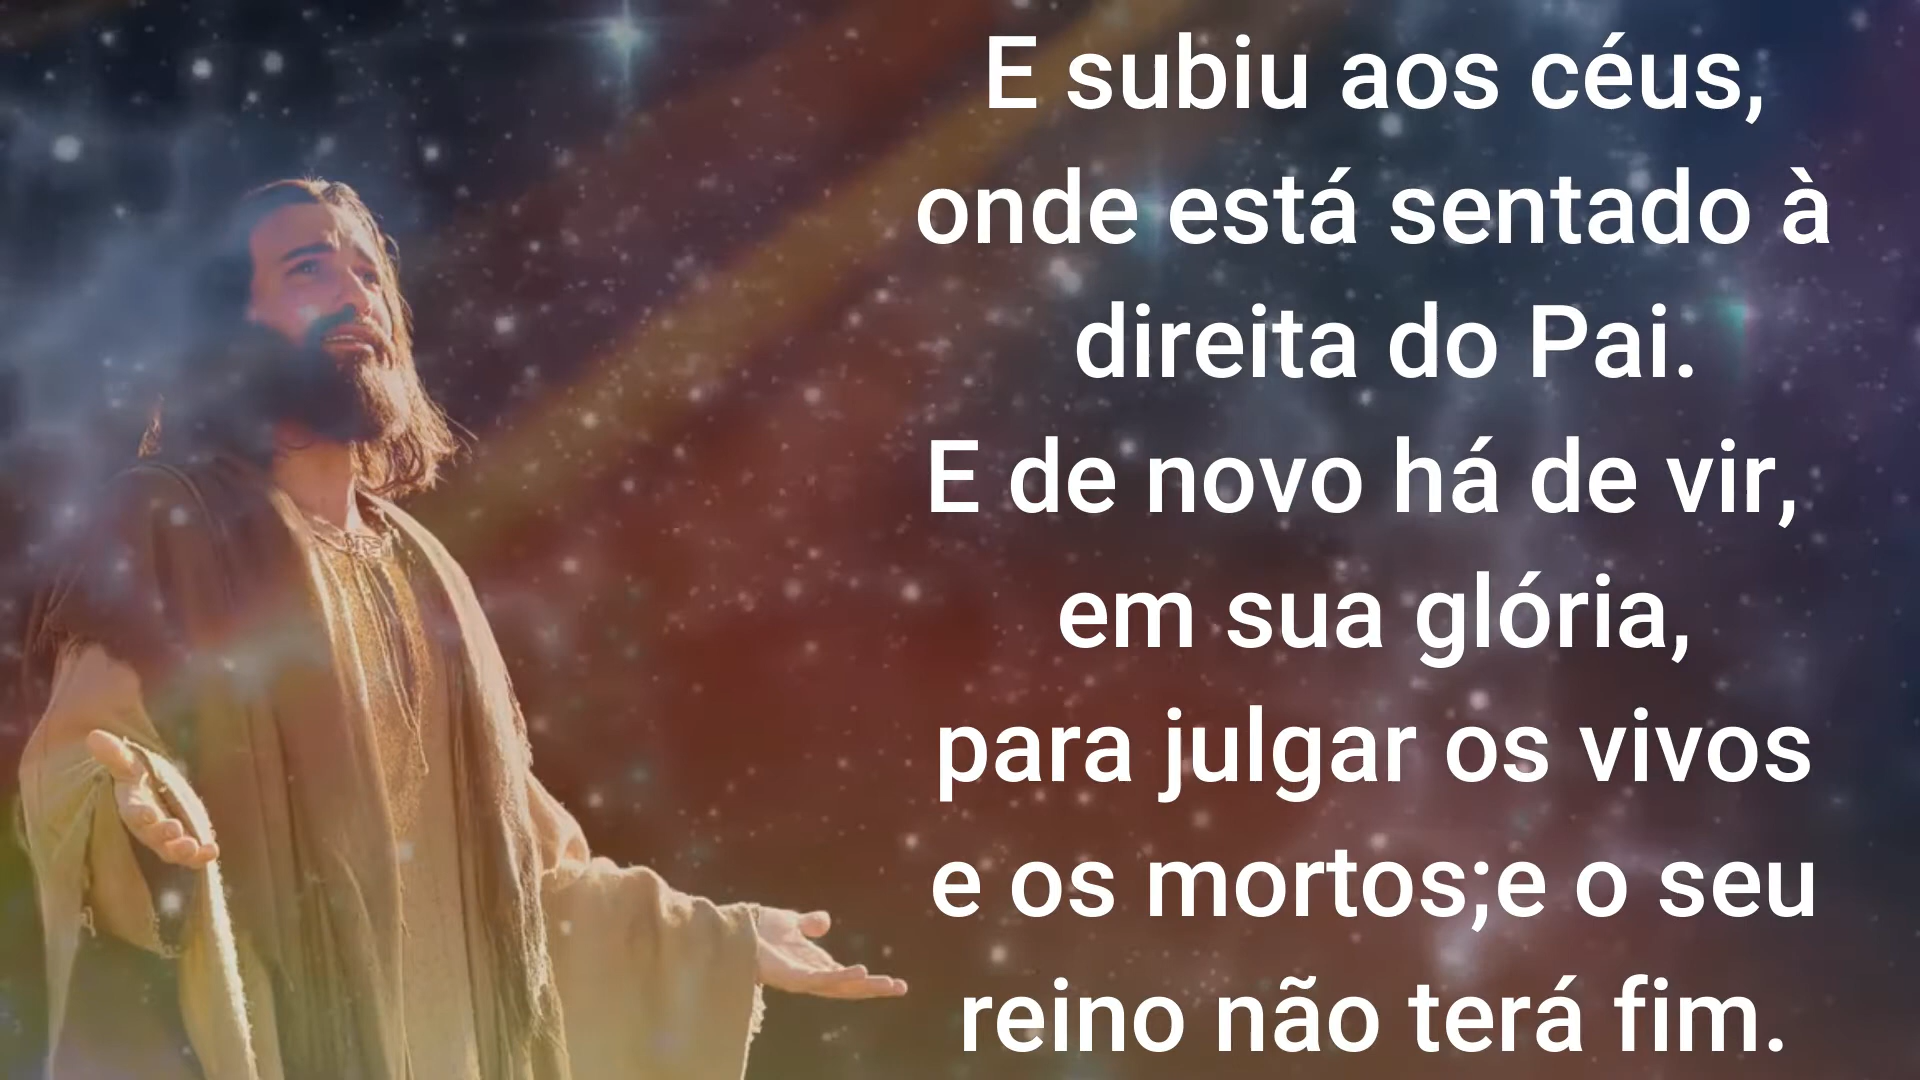 E subiu aos céus,
onde está sentado à
direita do Pai.
E de novo há de vir,
em sua glória,
para julgar os vivos
e os mortos;e o seu
reino não terá fim.